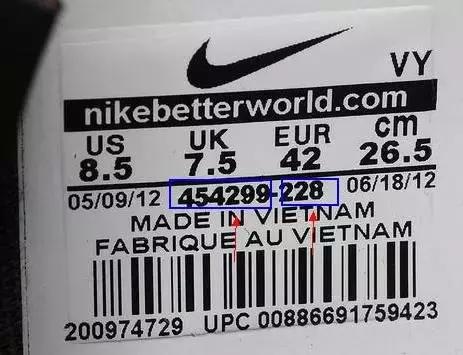 VY
nikebetterworld.com
US UK EUR cm
8.5 7.5 42 26.5
05/09/12 454299-228 06/18/12
MADE IN VIETNAM
FABRIQUE AU VIETNAM
200974729 UPC 00886691759423